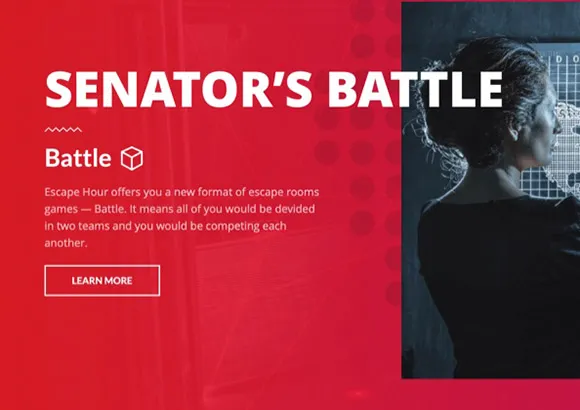 SENATOR'S BATTLE
Battle
Escape Hour offers you a new format of escape rooms
games — Battle. It means all of you would be devided
in two teams and you would be competing each
another.
LEARN MORE
D O